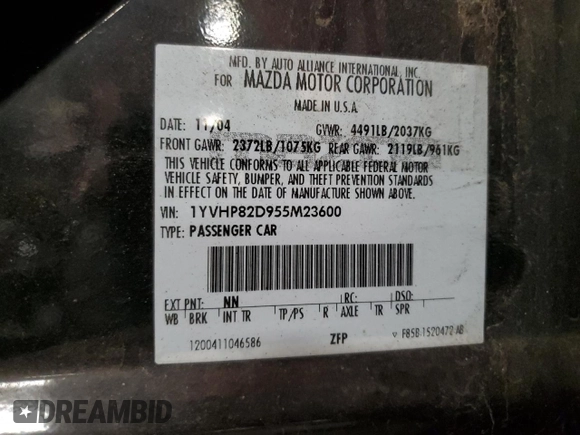 MFD. BY AUTO ALLIANCE INTERNATIONAL, INC.
FOR MAZDA MOTOR CORPORATION
MADE IN U.S.A.
DATE: 11/04 GVWR: 4491LB/2037KG
FRONT GAWR: 2372LB/1075KG REAR GAWR: 2119LB/961KG
THIS VEHICLE CONFORMS TO ALL APPLICABLE FEDERAL MOTOR
VEHICLE SAFETY, BUMPER, AND THEFT PREVENTION STANDARDS
IN EFFECT ON THE DATE OF MANUFACTURE SHOWN ABOVE.
VIN: 1YVHP82D955M23600
TYPE: PASSENGER CAR
EXT PNT: NN RC: DSO:
WB BRK INT TR TP/PS R AXLE TR SPR
1200411046586 ZFP F85B-1520472-AB
DREAMBID